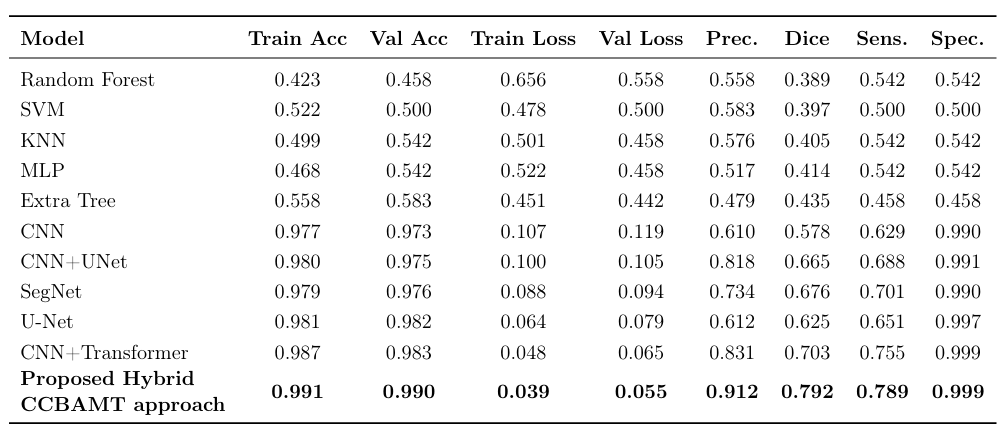 Model Train Acc Val Acc Train Loss Val Loss Prec. Dice Sens. Spec.
Random Forest 0.423 0.458 0.656 0.558 0.558 0.389 0.542 0.542
SVM 0.522 0.500 0.478 0.500 0.583 0.397 0.500 0.500
KNN 0.499 0.542 0.501 0.458 0.576 0.405 0.542 0.542
MLP 0.468 0.542 0.522 0.458 0.517 0.414 0.542 0.542
Extra Tree 0.558 0.583 0.451 0.442 0.479 0.435 0.458 0.458
CNN 0.977 0.973 0.107 0.119 0.610 0.578 0.629 0.990
CNN+UNet 0.980 0.975 0.100 0.105 0.818 0.665 0.688 0.991
SegNet 0.979 0.976 0.088 0.094 0.734 0.676 0.701 0.990
U-Net 0.981 0.982 0.064 0.079 0.612 0.625 0.651 0.997
CNN+Transformer 0.987 0.983 0.048 0.065 0.831 0.703 0.755 0.999
Proposed Hybrid
CCBAMT approach 0.991 0.990 0.039 0.055 0.912 0.792 0.789 0.999